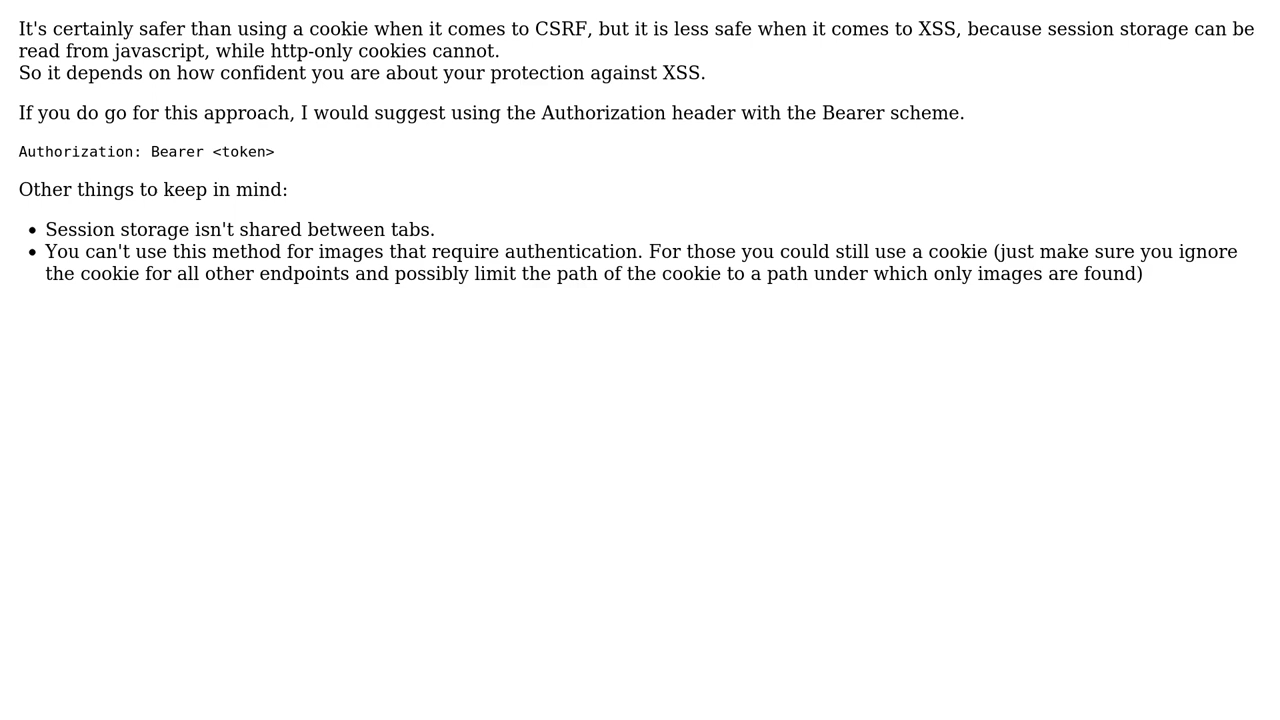 It's certainly safer than using a cookie when it comes to CSRF, but it is less safe when it comes to XSS, because session storage can be
read from javascript, while http-only cookies cannot.
So it depends on how confident you are about your protection against XSS.
If you do go for this approach, I would suggest using the Authorization header with the Bearer scheme.
Authorization: Bearer <token>
Other things to keep in mind:
• Session storage isn't shared between tabs.
• You can't use this method for images that require authentication. For those you could still use a cookie (just make sure you ignore
the cookie for all other endpoints and possibly limit the path of the cookie to a path under which only images are found)